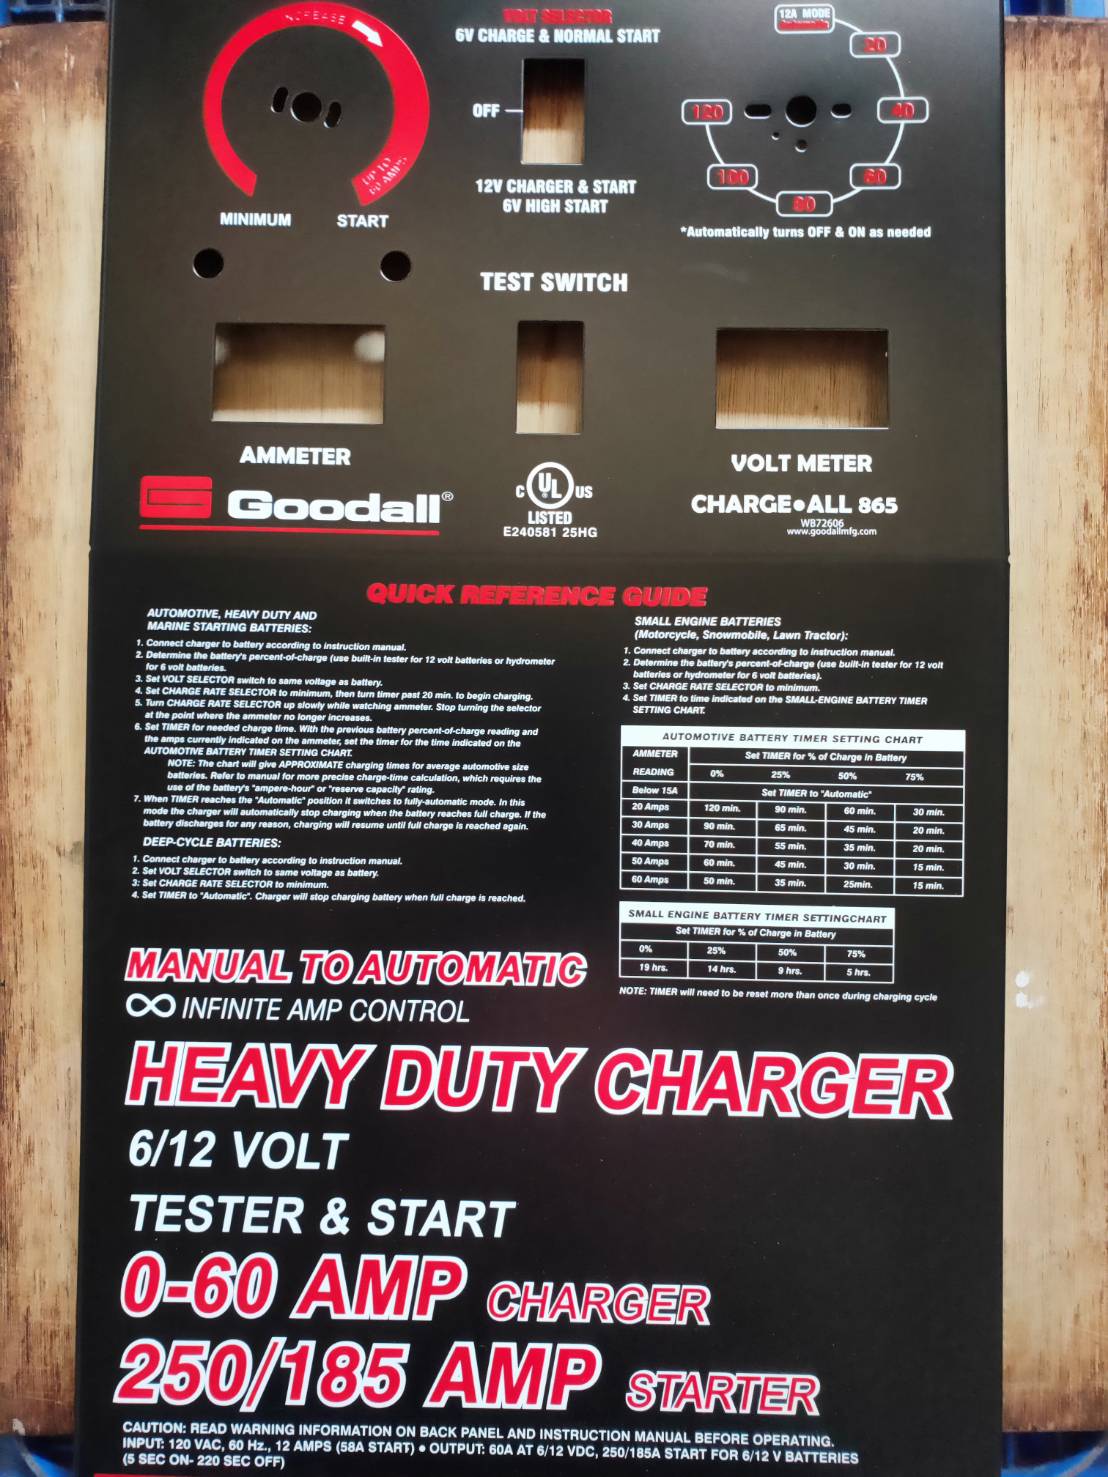 INCREASE
UP TO
60 AMPS
MINIMUM
START
VOLT SELECTOR
6V CHARGE & NORMAL START
OFF
12V CHARGER & START
6V HIGH START
12A MODE
20
40
60
80
100
120
*Automatically turns OFF & ON as needed
TEST SWITCH
AMMETER
VOLT METER
Goodall®
C UL US
LISTED
E240581 25HG
CHARGE•ALL 865
WB72606
www.goodallmfg.com
QUICK REFERENCE GUIDE
AUTOMOTIVE, HEAVY DUTY AND
MARINE STARTING BATTERIES:
1. Connect charger to battery according to instruction manual.
2. Determine the battery's percent-of-charge (use built-in tester for 12 volt batteries or hydrometer
for 6 volt batteries.
3. Set VOLT SELECTOR switch to same voltage as battery.
4. Set CHARGE RATE SELECTOR to minimum, then turn timer past 20 min. to begin charging.
5. Turn CHARGE RATE SELECTOR up slowly while watching ammeter. Stop turning the selector
at the point where the ammeter no longer increases.
6. Set TIMER for needed charge time. With the previous battery percent-of-charge reading and
the amps currently indicated on the ammeter, set the timer for the time indicated on the
AUTOMOTIVE BATTERY TIMER SETTING CHART.
NOTE: The chart will give APPROXIMATE charging times for average automotive size
batteries. Refer to manual for more precise charge-time calculation, which requires the
use of the battery's "ampere-hour" or "reserve capacity" rating.
7. When TIMER reaches the "Automatic" position it switches to fully-automatic mode. In this
mode the charger will automatically stop charging when the battery reaches full charge. If the
battery discharges for any reason, charging will resume until full charge is reached again.
DEEP-CYCLE BATTERIES:
1. Connect charger to battery according to instruction manual.
2. Set VOLT SELECTOR switch to same voltage as battery.
3: Set CHARGE RATE SELECTOR to minimum.
4. Set TIMER to "Automatic". Charger will stop charging battery when full charge is reached.
SMALL ENGINE BATTERIES
(Motorcycle, Snowmobile, Lawn Tractor):
1. Connect charger to battery according to instruction manual.
2. Determine the battery's percent-of-charge (use built-in tester for 12 volt
batteries or hydrometer for 6 volt batteries).
3. Set CHARGE RATE SELECTOR to minimum.
4. Set TIMER to time indicated on the SMALL-ENGINE BATTERY TIMER
SETTING CHART.
AUTOMOTIVE BATTERY TIMER SETTING CHART
AMMETER Set TIMER for % of Charge in Battery
READING 0% 25% 50% 75%
Below 15A Set TIMER to "Automatic"
20 Amps 120 min. 90 min. 60 min. 30 min.
30 Amps 90 min. 65 min. 45 min. 20 min.
40 Amps 70 min. 55 min. 35 min. 20 min.
50 Amps 60 min. 45 min. 30 min. 15 min.
60 Amps 50 min. 35 min. 25min. 15 min.
SMALL ENGINE BATTERY TIMER SETTINGCHART
Set TIMER for % of Charge in Battery
0% 25% 50% 75%
19 hrs. 14 hrs. 9 hrs. 5 hrs.
NOTE: TIMER will need to be reset more than once during charging cycle
MANUAL TO AUTOMATIC
∞ INFINITE AMP CONTROL
HEAVY DUTY CHARGER
6/12 VOLT
TESTER & START
0-60 AMP CHARGER
250/185 AMP STARTER
CAUTION: READ WARNING INFORMATION ON BACK PANEL AND INSTRUCTION MANUAL BEFORE OPERATING.
INPUT: 120 VAC, 60 Hz., 12 AMPS (58A START) • OUTPUT: 60A AT 6/12 VDC, 250/185A START FOR 6/12 V BATTERIES
(5 SEC ON- 220 SEC OFF)